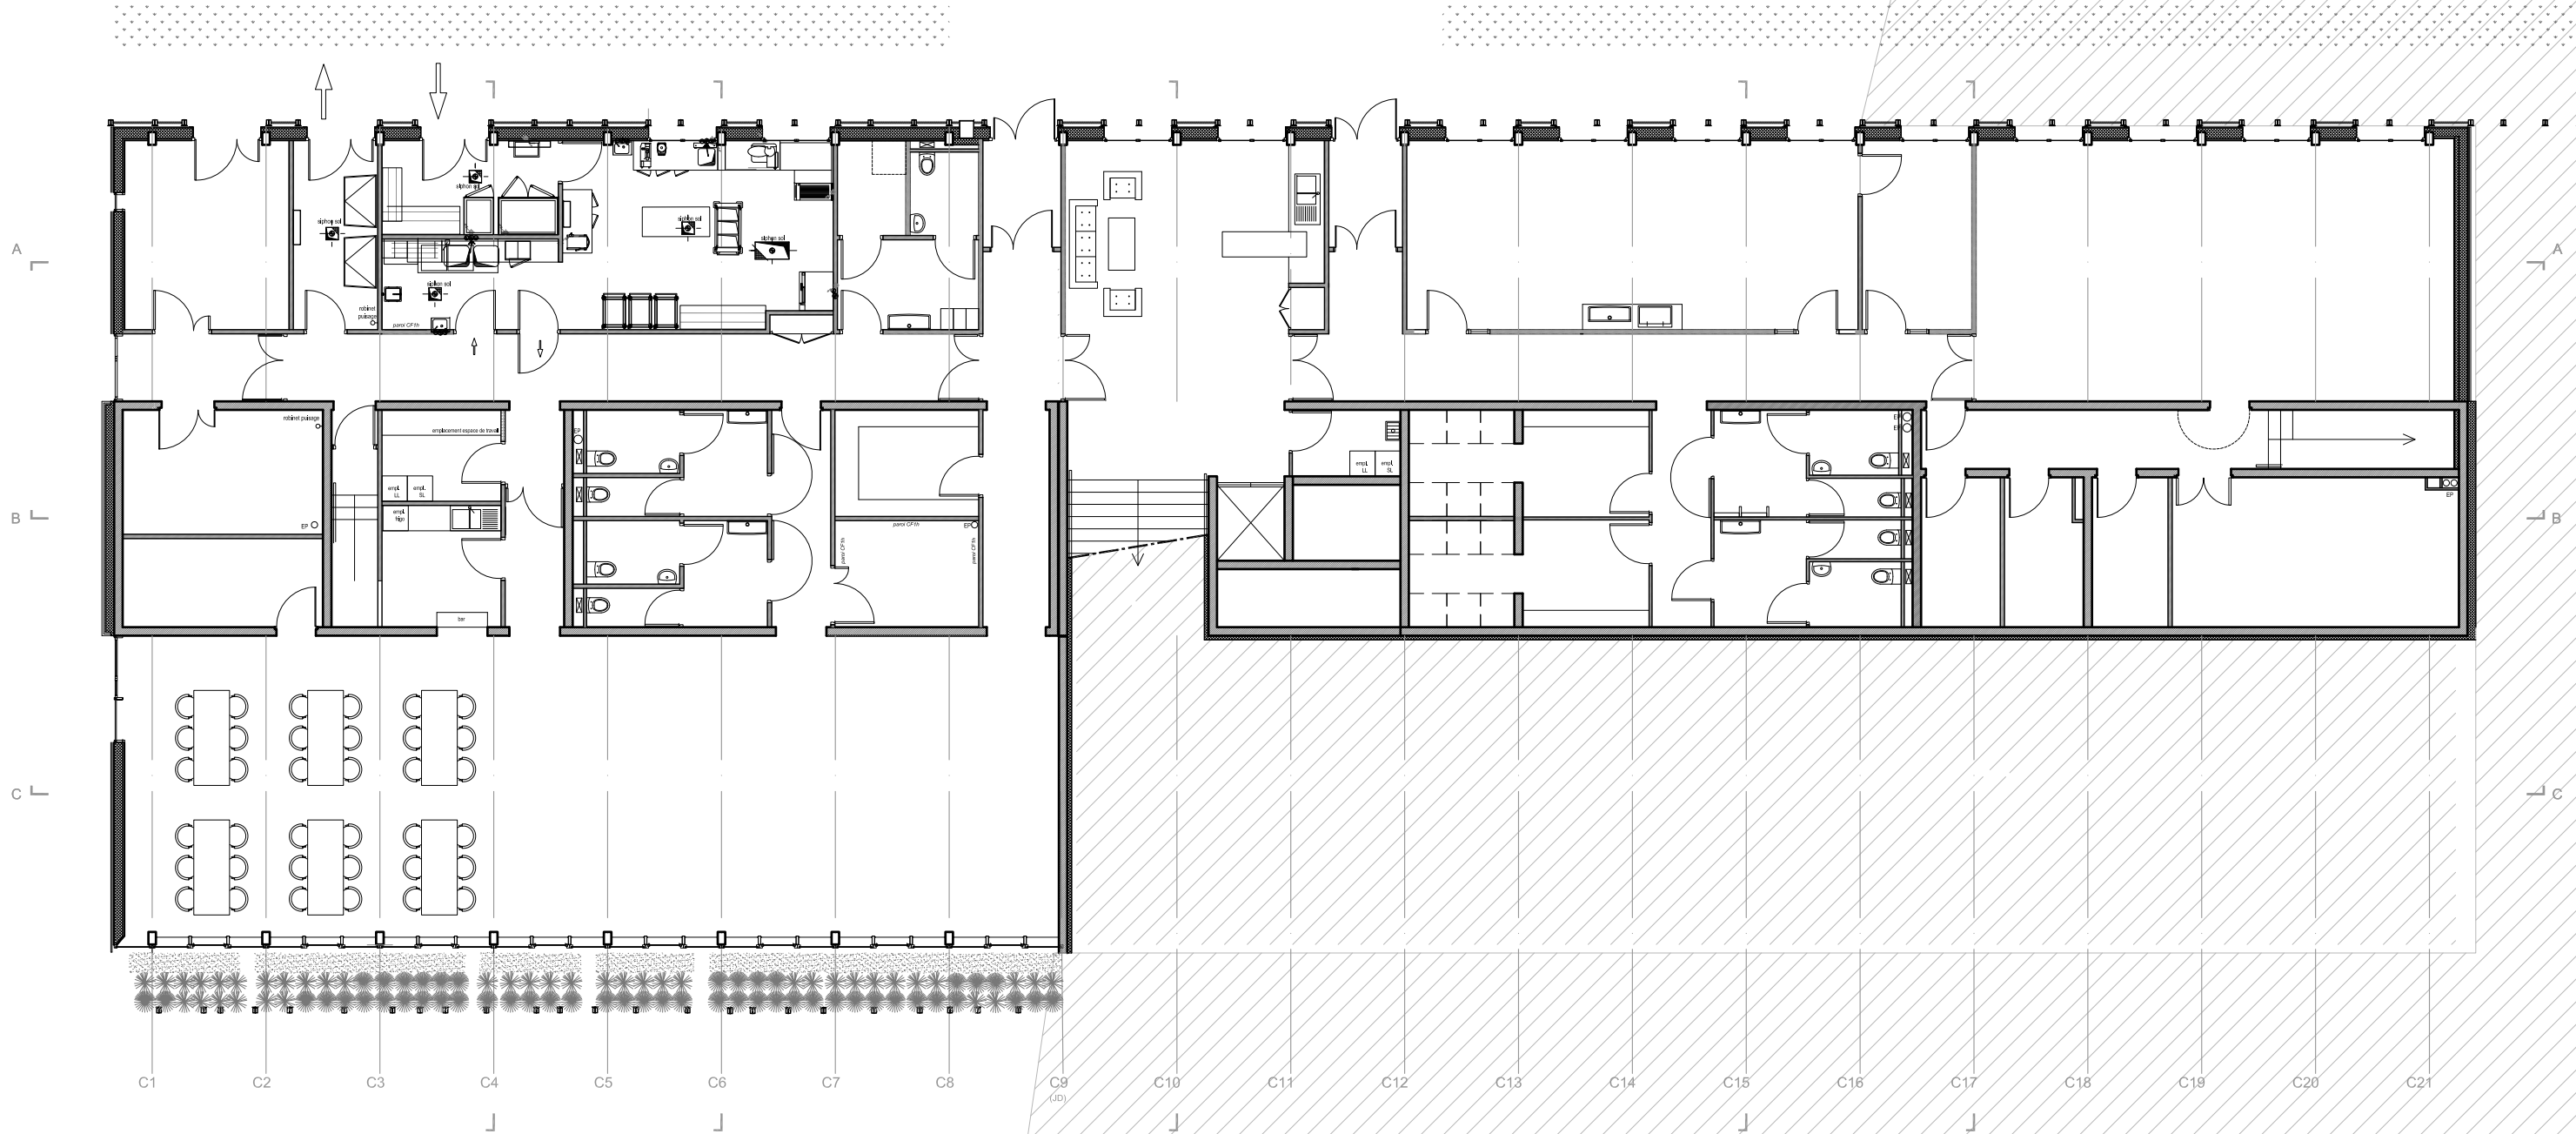 siphon sol
siphon sol
siphon sol
siphon sol
siphon sol
A
A
robinet
puisage
paroi CF1h
robinet puisage
emplacement espace de travail
EP
EP
EP
empl.
LL
empl.
SL
empl.
LL
empl.
SL
EP
empl.
frigo
B
B
EP
paroi CF1h
EP
paroi CF1h
paroi CF1h
bar
C
C
C1
C2
C3
C4
C5
C6
C7
C8
C9
(JD)
C10
C11
C12
C13
C14
C15
C16
C17
C18
C19
C20
C21